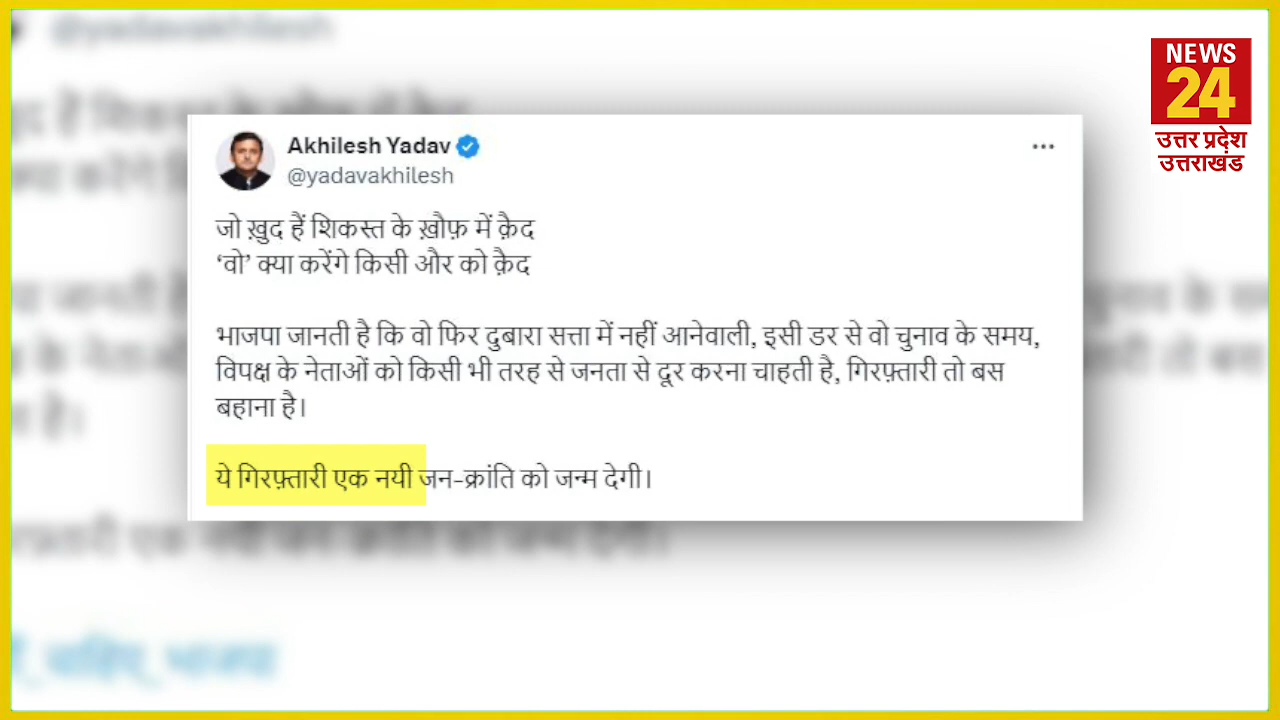 NEWS
24
उत्तर प्रदेश
उत्तराखंड
Akhilesh Yadav
@yadavakhilesh
जो ख़ुद हैं शिकस्त के ख़ौफ़ में क़ैद
‘वो’ क्या करेंगे किसी और को क़ैद
भाजपा जानती है कि वो फिर दुबारा सत्ता में नहीं आनेवाली, इसी डर से वो चुनाव के समय,
विपक्ष के नेताओं को किसी भी तरह से जनता से दूर करना चाहती है, गिरफ़्तारी तो बस
बहाना है।
ये गिरफ़्तारी एक नयी जन-क्रांति को जन्म देगी।